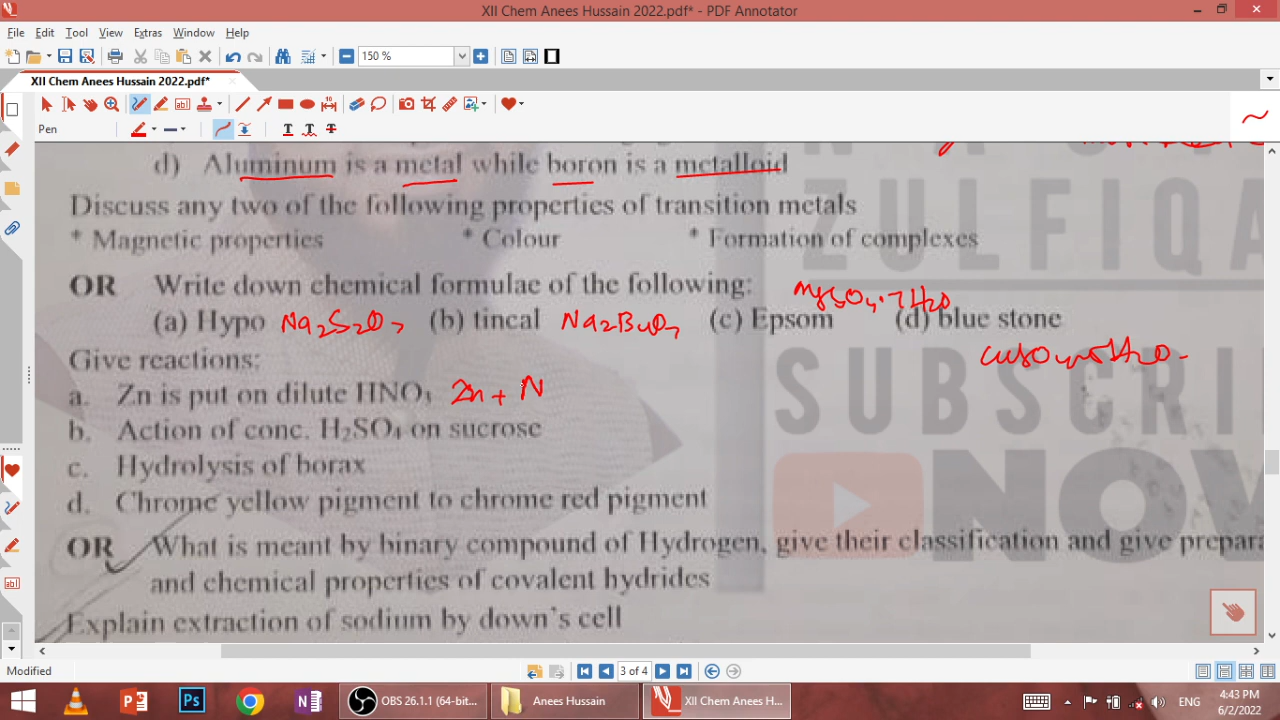 XII Chem Anees Hussain 2022.pdf* - PDF Annotator
File Edit Tool View Extras Window Help
150 %
XII Chem Anees Hussain 2022.pdf*
Pen
d) Aluminum is a metal while boron is a metalloid
Discuss any two of the following properties of transition metals
* Magnetic properties * Colour * Formation of complexes
OR Write down chemical formulae of the following: MgSO4.7H2O
(a) Hypo Na2S2O3 (b) tincal Na2B4O7 (c) Epsom (d) blue stone
CuSO4.5H2O
Give reactions:
a. Zn is put on dilute HNO3 Zn + N
b. Action of conc. H2SO4 on sucrose
c. Hydrolysis of borax
d. Chrome yellow pigment to chrome red pigment
OR What is meant by binary compound of Hydrogen, give their classification and give prepara
and chemical properties of covalent hydrides
Explain extraction of sodium by down's cell
ZULFIQA
SUBSCRI
NOW
Modified 3 of 4
OBS 26.1.1 (64-bit... Anees Hussain XII Chem Anees H... ENG 4:43 PM
6/2/2022